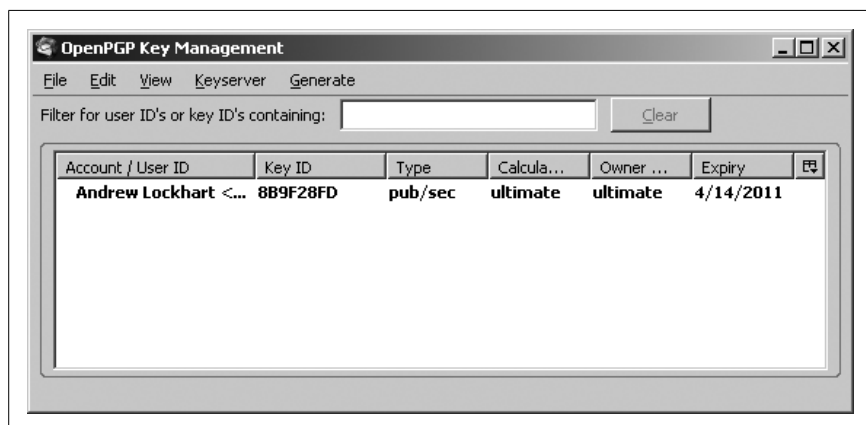 OpenPGP Key Management
File Edit View Keyserver Generate
Filter for user ID's or key ID's containing: Clear
Account / User ID Key ID Type Calcula... Owner ... Expiry
Andrew Lockhart <... 8B9F28FD pub/sec ultimate ultimate 4/14/2011